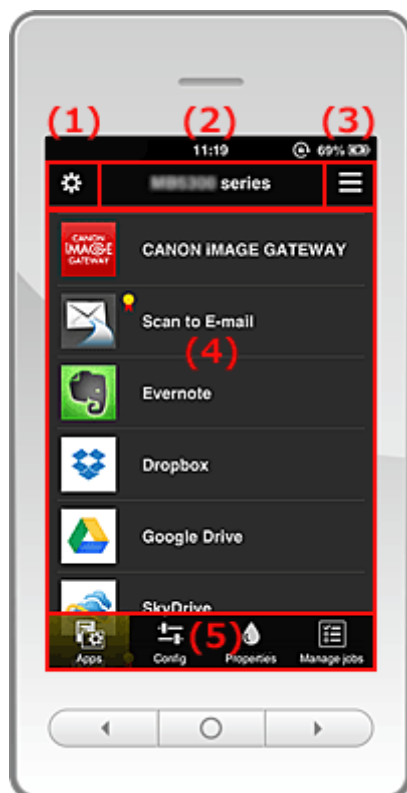 (1)
(2)
(3)
11:19
69%
series
CANON iMAGE GATEWAY
CANON iMAGE GATEWAY
Scan to E-mail
(4)
Evernote
Dropbox
Google Drive
SkyDrive
(5)
Apps
Config
Properties
Manage jobs